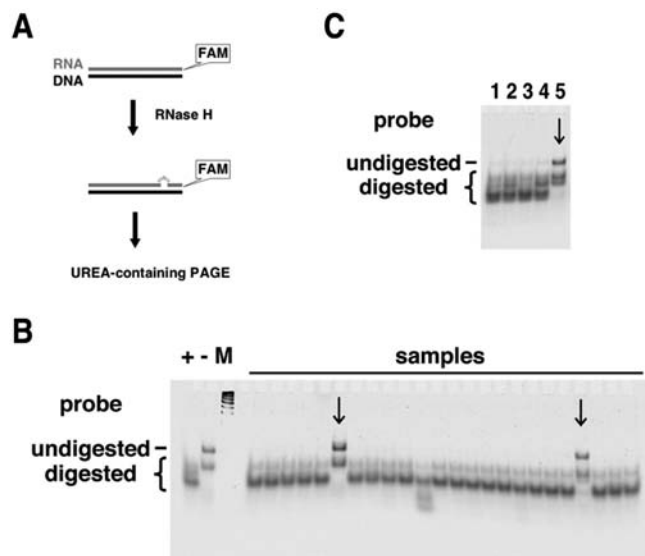 A
RNA
DNA
FAM
RNase H
FAM
UREA-containing PAGE
C
1 2 3 4 5
probe
undigested
digested
B
+ - M
samples
probe
undigested
digested